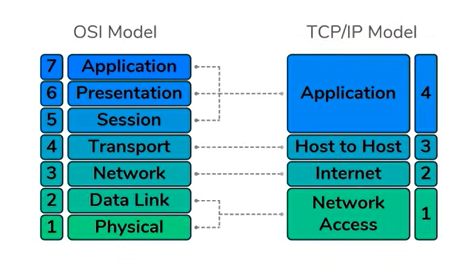 OSI Model
TCP/IP Model
7 Application
6 Presentation
5 Session
4 Transport
3 Network
2 Data Link
1 Physical
Application 4
Host to Host 3
Internet 2
Network
Access 1